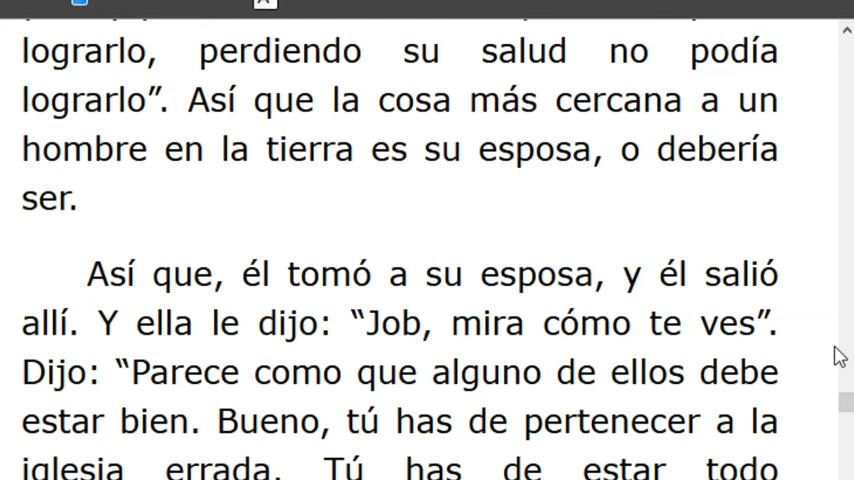 lograrlo, perdiendo su salud no podía
lograrlo”. Así que la cosa más cercana a un
hombre en la tierra es su esposa, o debería
ser.
Así que, él tomó a su esposa, y él salió
allí. Y ella le dijo: “Job, mira cómo te ves”.
Dijo: “Parece como que alguno de ellos debe
estar bien. Bueno, tú has de pertenecer a la
iglesia errada. Tú has de estar todo